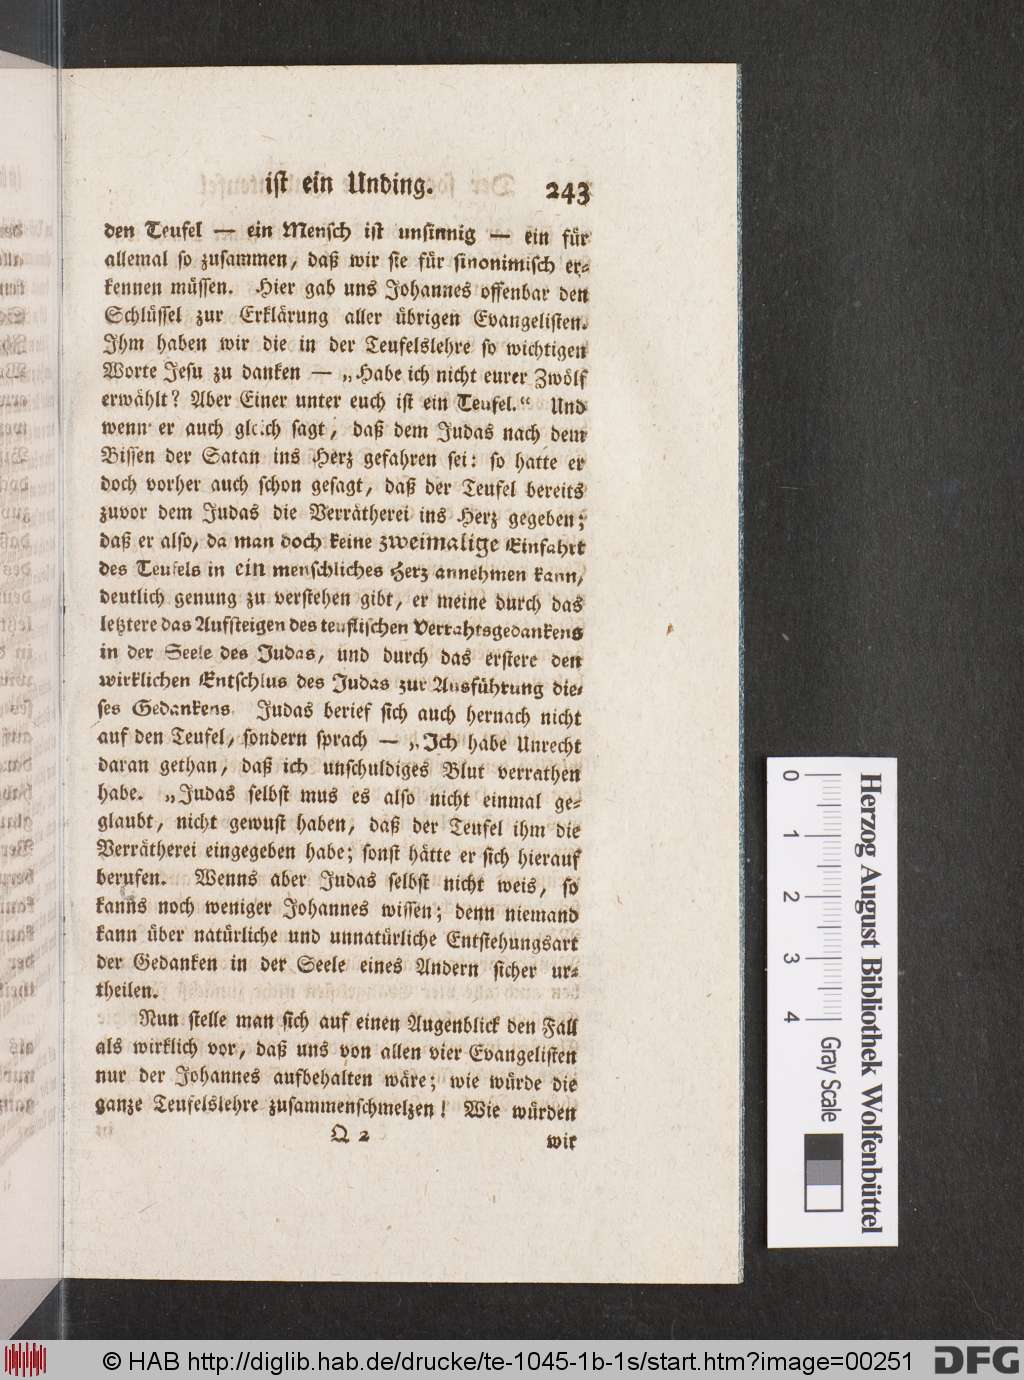 ist ein Unding. 243
den Teufel — ein Mensch ist unsinnig — ein für
allemal so zusammen, daß wir sie für sinonimisch er-
kennen müssen. Hier gab uns Johannes offenbar den
Schlüssel zur Erklärung aller übrigen Evangelisten.
Ihm haben wir die in der Teufelslehre so wichtigen
Worte Jesu zu danken — „Habe ich nicht eurer Zwölf
erwählt? Aber Einer unter euch ist ein Teufel.“ Und
wenn er auch gleich sagt, daß dem Judas nach dem
Bissen der Satan ins Herz gefahren sei: so hatte er
doch vorher auch schon gesagt, daß der Teufel bereits
zuvor dem Judas die Verrätherei ins Herz gegeben;
daß er also, da man doch keine zweimalige Einfahrt
des Teufels in ein menschliches Herz annehmen kann,
deutlich genung zu verstehen gibt, er meine durch das
letztere das Aufsteigen des teuflischen Verrahtsgedankens
in der Seele des Judas, und durch das erstere den
wirklichen Entschlus des Judas zur Ausführung die-
ses Gedankens. Judas berief sich auch hernach nicht
auf den Teufel, sondern sprach — „Ich habe Unrecht
daran gethan, daß ich unschuldiges Blut verrathen
habe. „Judas selbst mus es also nicht einmal ge-
glaubt, nicht gewust haben, daß der Teufel ihm die
Verrätherei eingegeben habe; sonst hätte er sich hierauf
berufen. Wenns aber Judas selbst nicht weis, so
kanns noch weniger Johannes wissen; denn niemand
kann über natürliche und unnatürliche Entstehungsart
der Gedanken in der Seele eines Andern sicher ur-
theilen.
Nun stelle man sich auf einen Augenblick den Fall
als wirklich vor, daß uns von allen vier Evangelisten
nur der Johannes aufbehalten wäre; wie würde die
ganze Teufelslehre zusammenschmelzen! Wie würden
Q 2 wir
0 1 2 3 4 Gray Scale
Herzog August Bibliothek Wolfenbüttel
© HAB http://diglib.hab.de/drucke/te-1045-1b-1s/start.htm?image=00251 DFG